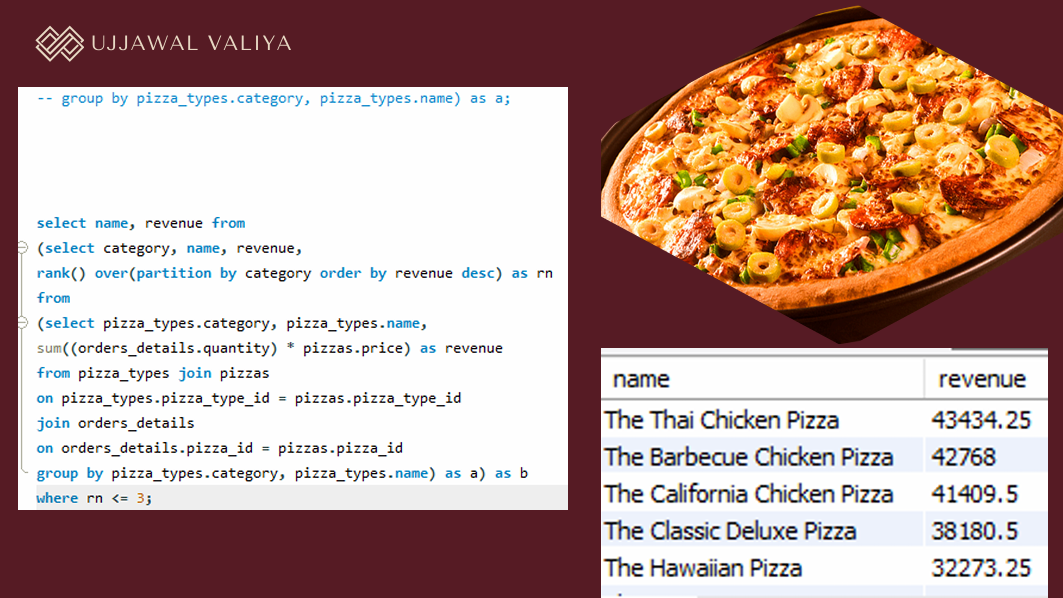 UJJAWAL VALIYA
-- group by pizza_types.category, pizza_types.name) as a;
select name, revenue from
(select category, name, revenue,
rank() over(partition by category order by revenue desc) as rn
from
(select pizza_types.category, pizza_types.name,
sum((orders_details.quantity) * pizzas.price) as revenue
from pizza_types join pizzas
on pizza_types.pizza_type_id = pizzas.pizza_type_id
join orders_details
on orders_details.pizza_id = pizzas.pizza_id
group by pizza_types.category, pizza_types.name) as a) as b
where rn <= 3;
name revenue
The Thai Chicken Pizza 43434.25
The Barbecue Chicken Pizza 42768
The California Chicken Pizza 41409.5
The Classic Deluxe Pizza 38180.5
The Hawaiian Pizza 32273.25